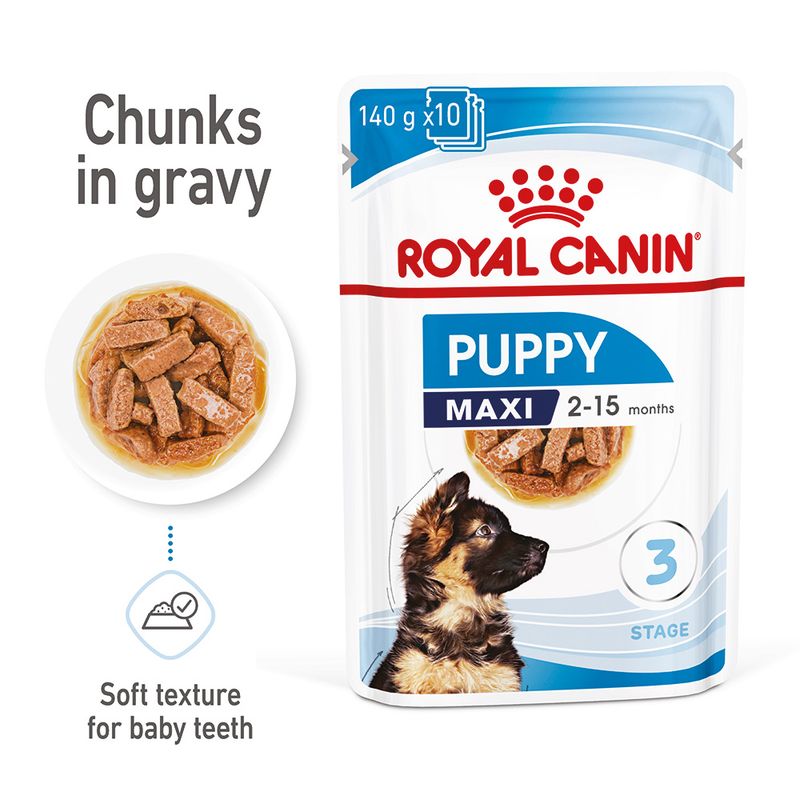 Chunks
in gravy
Soft texture
for baby teeth
140 g x10
ROYAL CANIN®
PUPPY
MAXI 2-15 months
3
STAGE